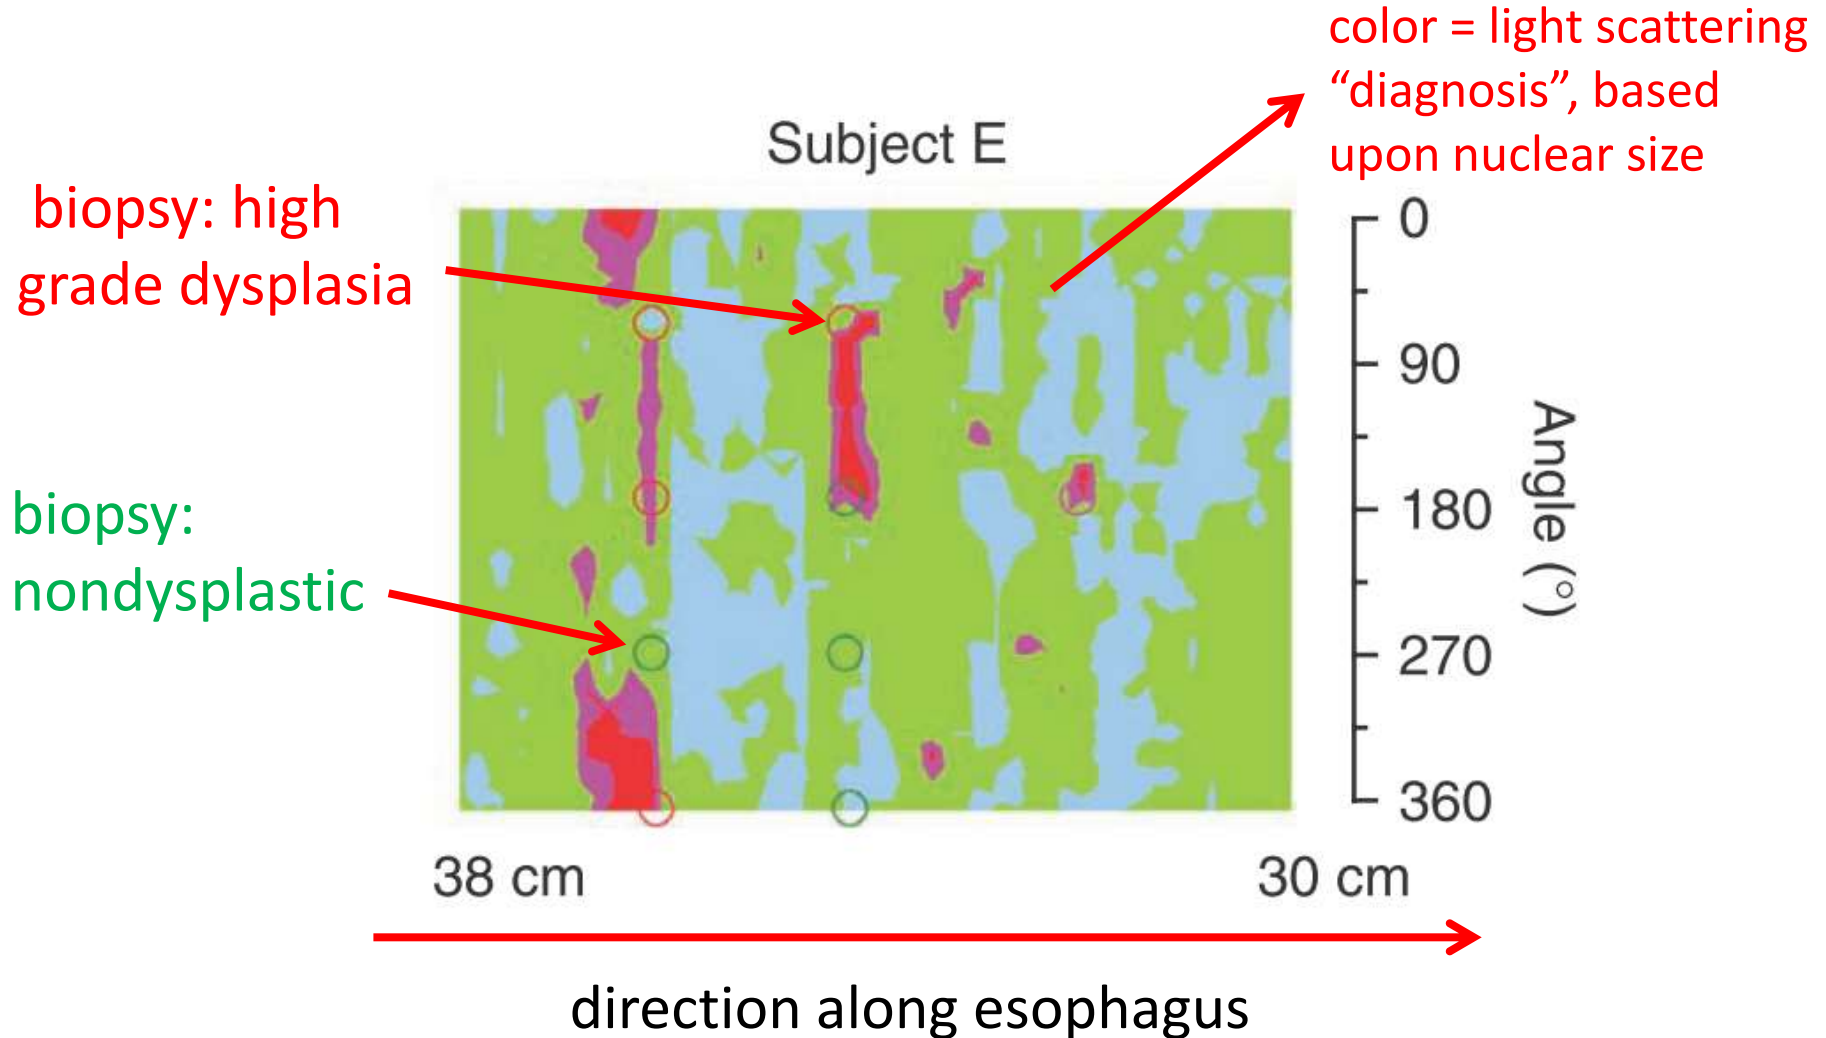 color = light scattering
“diagnosis”, based
upon nuclear size
Subject E
biopsy: high
grade dysplasia
biopsy:
nondysplastic
0
90
180
270
360
Angle (°)
38 cm
30 cm
direction along esophagus